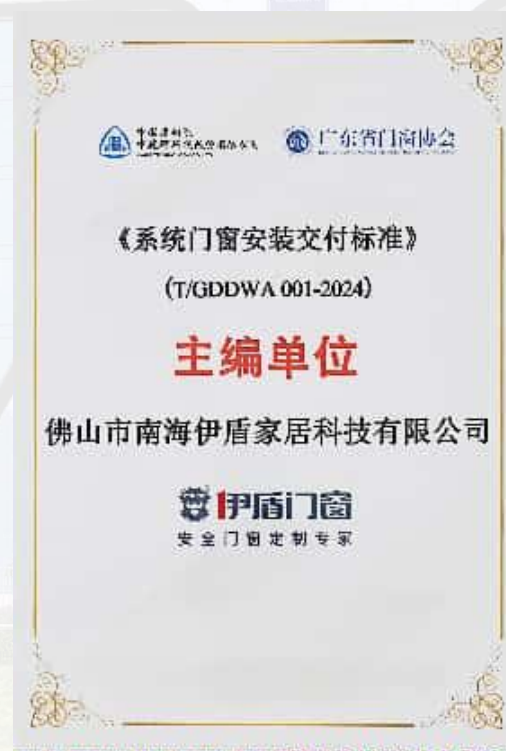 广东省门窗协会
《系统门窗安装交付标准》
(T/GDDWA 001-2024)
主编单位
佛山市南海伊盾家居科技有限公司
伊盾门窗
安全门窗定制专家